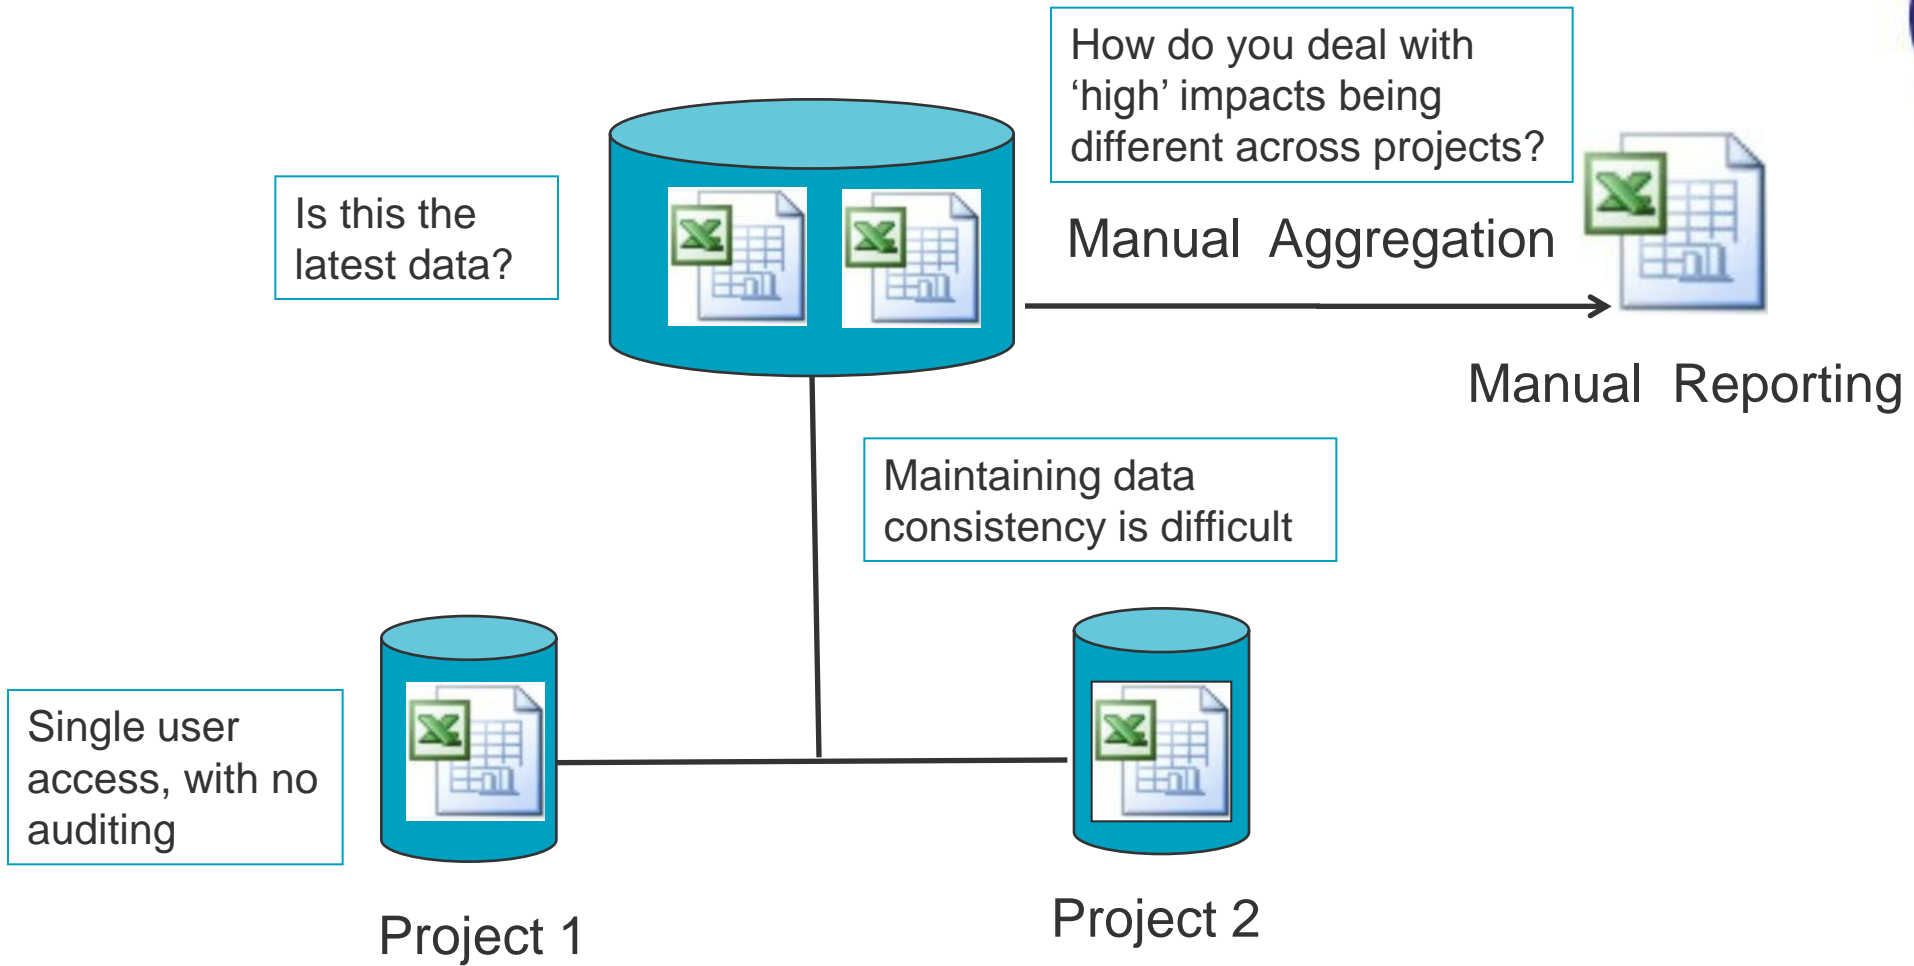 How do you deal with
‘high’ impacts being
different across projects?
Is this the
latest data?
Manual Aggregation
Manual Reporting
Maintaining data
consistency is difficult
Single user
access, with no
auditing
Project 1
Project 2